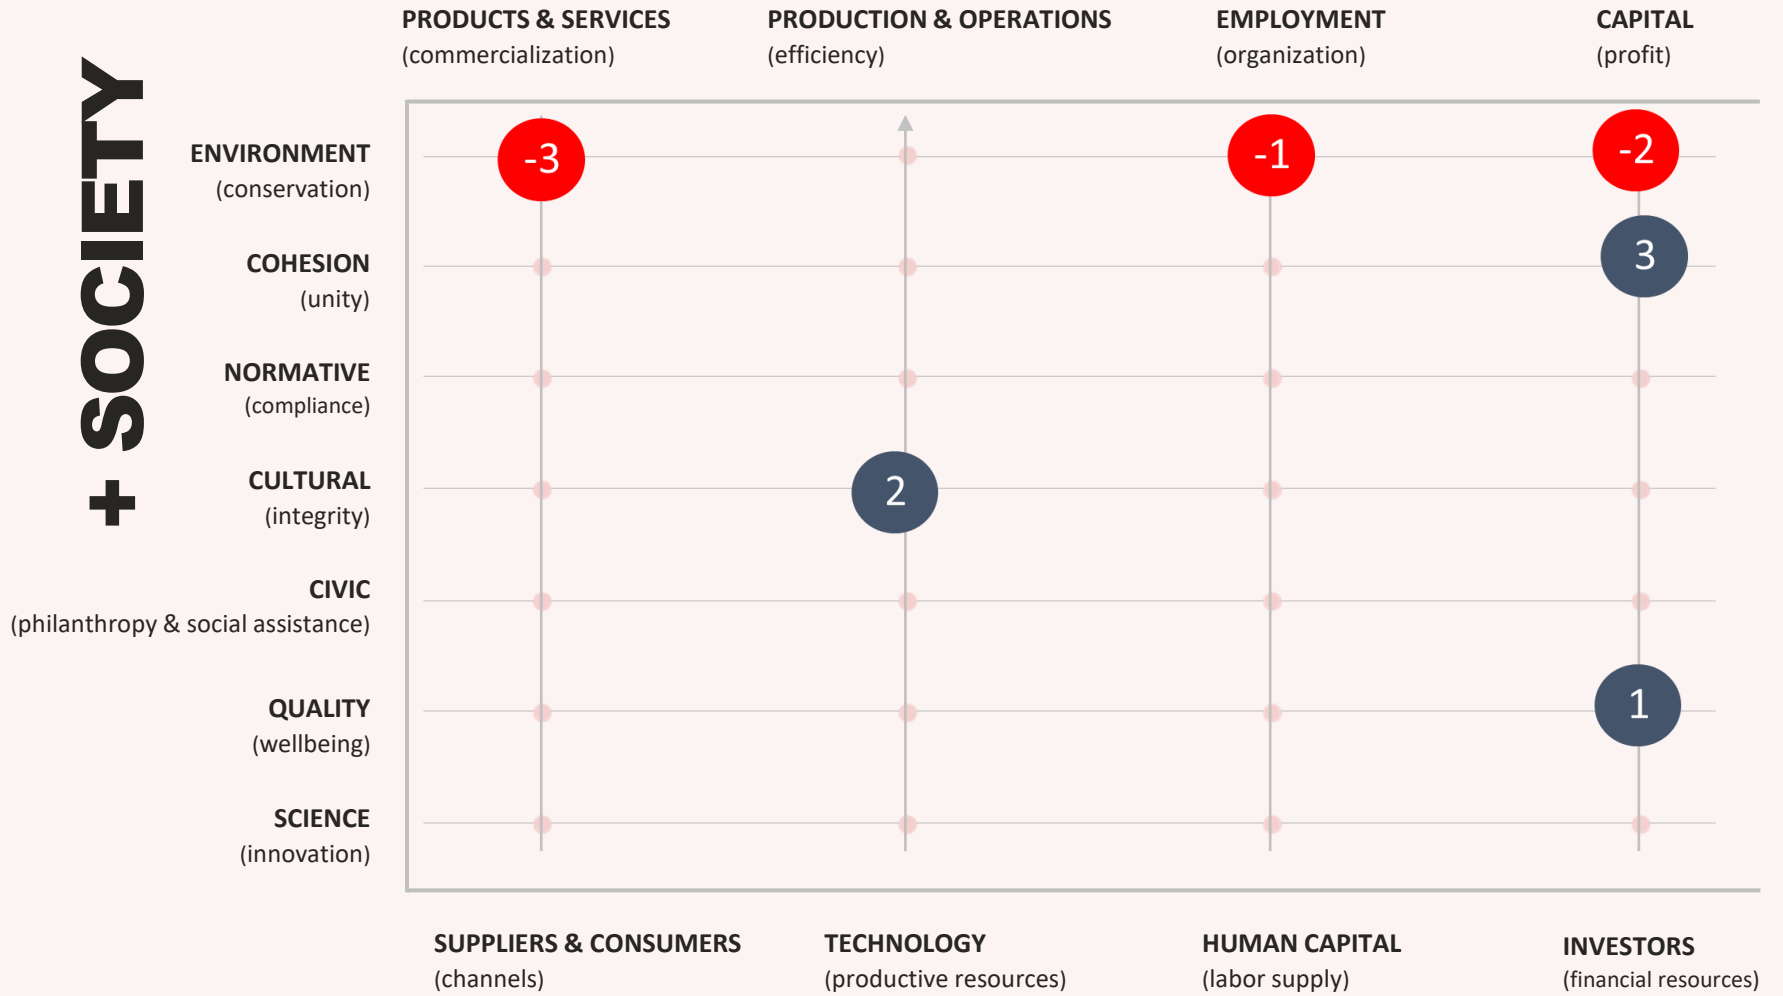 PRODUCTS & SERVICES
(commercialization)
PRODUCTION & OPERATIONS
(efficiency)
EMPLOYMENT
(organization)
CAPITAL
(profit)
+ SOCIETY
ENVIRONMENT
(conservation)
-3
-1
-2
COHESION
(unity)
3
NORMATIVE
(compliance)
CULTURAL
(integrity)
2
CIVIC
(philanthropy & social assistance)
QUALITY
(wellbeing)
1
SCIENCE
(innovation)
SUPPLIERS & CONSUMERS
(channels)
TECHNOLOGY
(productive resources)
HUMAN CAPITAL
(labor supply)
INVESTORS
(financial resources)